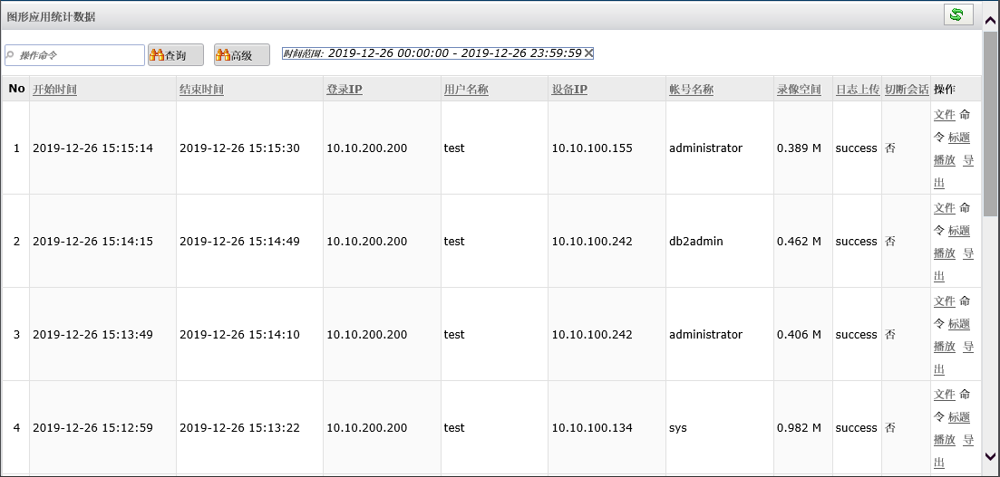 图形应用统计数据
操作命令 查询 高级 时间范围: 2019-12-26 00:00:00 - 2019-12-26 23:59:59
No 开始时间 结束时间 登录IP 用户名称 设备IP 帐号名称 录像空间 日志上传 切断会话 操作
1 2019-12-26 15:15:14 2019-12-26 15:15:30 10.10.200.200 test 10.10.100.155 administrator 0.389 M success 否 文件 命
令 标题
播放 导
出
2 2019-12-26 15:14:15 2019-12-26 15:14:49 10.10.200.200 test 10.10.100.242 db2admin 0.462 M success 否 文件 命
令 标题
播放 导
出
3 2019-12-26 15:13:49 2019-12-26 15:14:10 10.10.200.200 test 10.10.100.242 administrator 0.406 M success 否 文件 命
令 标题
播放 导
出
4 2019-12-26 15:12:59 2019-12-26 15:13:22 10.10.200.200 test 10.10.100.134 sys 0.982 M success 否 文件 命
令 标题
播放 导
出